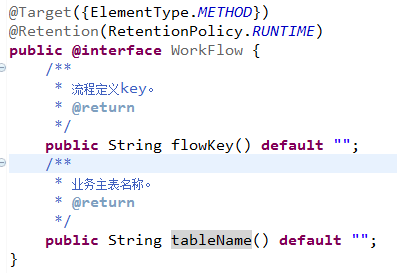 @Target({ElementType.METHOD})
@Retention(RetentionPolicy.RUNTIME)
public @interface WorkFlow {
/**
* 流程定义key。
* @return
*/
public String flowKey() default "";
/**
* 业务主表名称。
* @return
*/
public String tableName() default "";
}